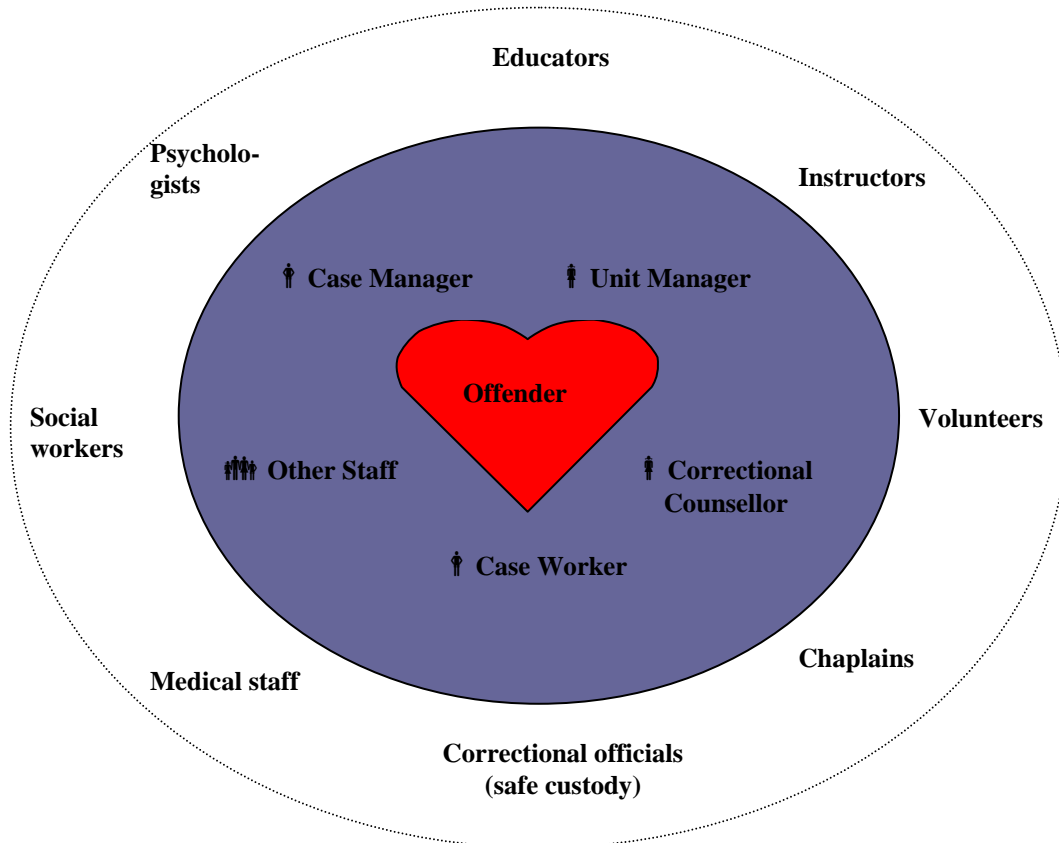 Educators
Psycholo-
gists
Instructors
Case Manager
Unit Manager
Offender
Social
workers
Volunteers
Other Staff
Correctional
Counsellor
Case Worker
Chaplains
Medical staff
Correctional officials
(safe custody)